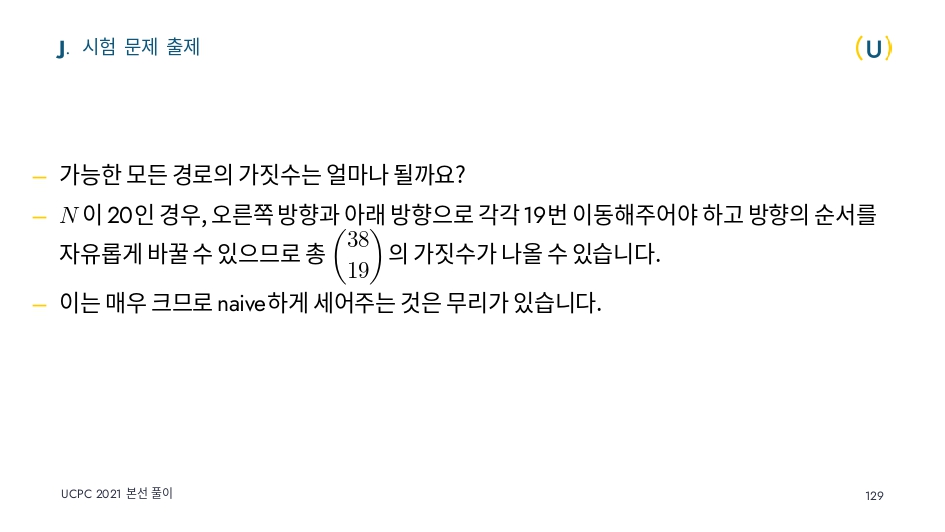 J. 시험 문제 출제
(U)
– 가능한 모든 경로의 가짓수는 얼마나 될까요?
– N이 20인 경우, 오른쪽 방향과 아래 방향으로 각각 19번 이동해주어야 하고 방향의 순서를
자유롭게 바꿀 수 있으므로 총 (38 19)의 가짓수가 나올 수 있습니다.
– 이는 매우 크므로 naive하게 세어주는 것은 무리가 있습니다.
UCPC 2021 본선 풀이
129